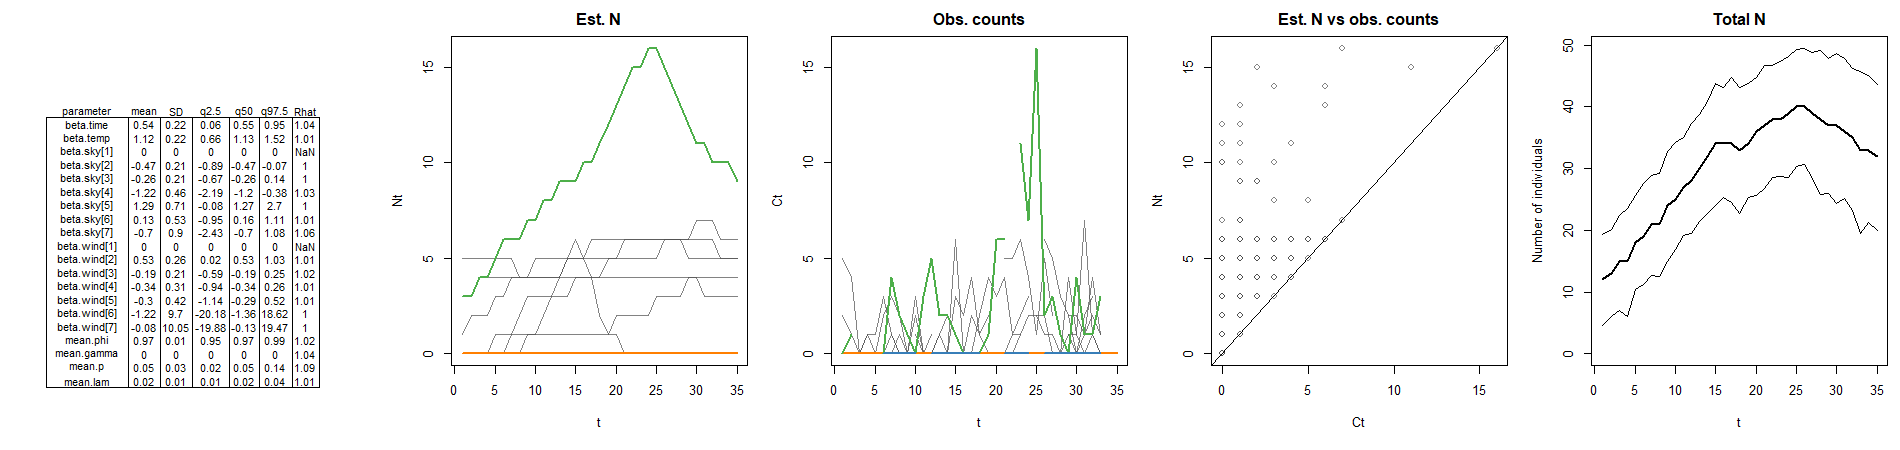 parameter mean SD q2.5 q50 q97.5 Rhat
beta.time 0.54 0.22 0.06 0.55 0.95 1.04
beta.temp 1.12 0.22 0.66 1.13 1.52 1.01
beta.sky[1] 0 0 0 0 0 NaN
beta.sky[2] -0.47 0.21 -0.89 -0.47 -0.07 1
beta.sky[3] -0.26 0.21 -0.67 -0.26 0.14 1
beta.sky[4] -1.22 0.46 -2.19 -1.2 -0.38 1.03
beta.sky[5] 1.29 0.71 -0.08 1.27 2.7 1
beta.sky[6] 0.13 0.53 -0.95 0.16 1.11 1.01
beta.sky[7] -0.7 0.9 -2.43 -0.7 1.08 1.06
beta.wind[1] 0 0 0 0 0 NaN
beta.wind[2] 0.53 0.26 0.02 0.53 1.03 1.01
beta.wind[3] -0.19 0.21 -0.59 -0.19 0.25 1.02
beta.wind[4] -0.34 0.31 -0.94 -0.34 0.26 1.01
beta.wind[5] -0.3 0.42 -1.14 -0.29 0.52 1.01
beta.wind[6] -1.22 9.7 -20.18 -1.36 18.62 1
beta.wind[7] -0.08 10.05 -19.88 -0.13 19.47 1
mean.phi 0.97 0.01 0.95 0.97 0.99 1.02
mean.gamma 0 0 0 0 0 1.04
mean.p 0.05 0.03 0.02 0.05 0.14 1.09
mean.lam 0.02 0.01 0.01 0.02 0.04 1.01
Est. N
Nt
15
10
5
0
0 5 10 15 20 25 30 35
t
Obs. counts
Ct
15
10
5
0
0 5 10 15 20 25 30 35
t
Est. N vs obs. counts
Nt
15
10
5
0
0 5 10 15
Ct
Total N
Number of individuals
50
40
30
20
10
0
0 5 10 15 20 25 30 35
t